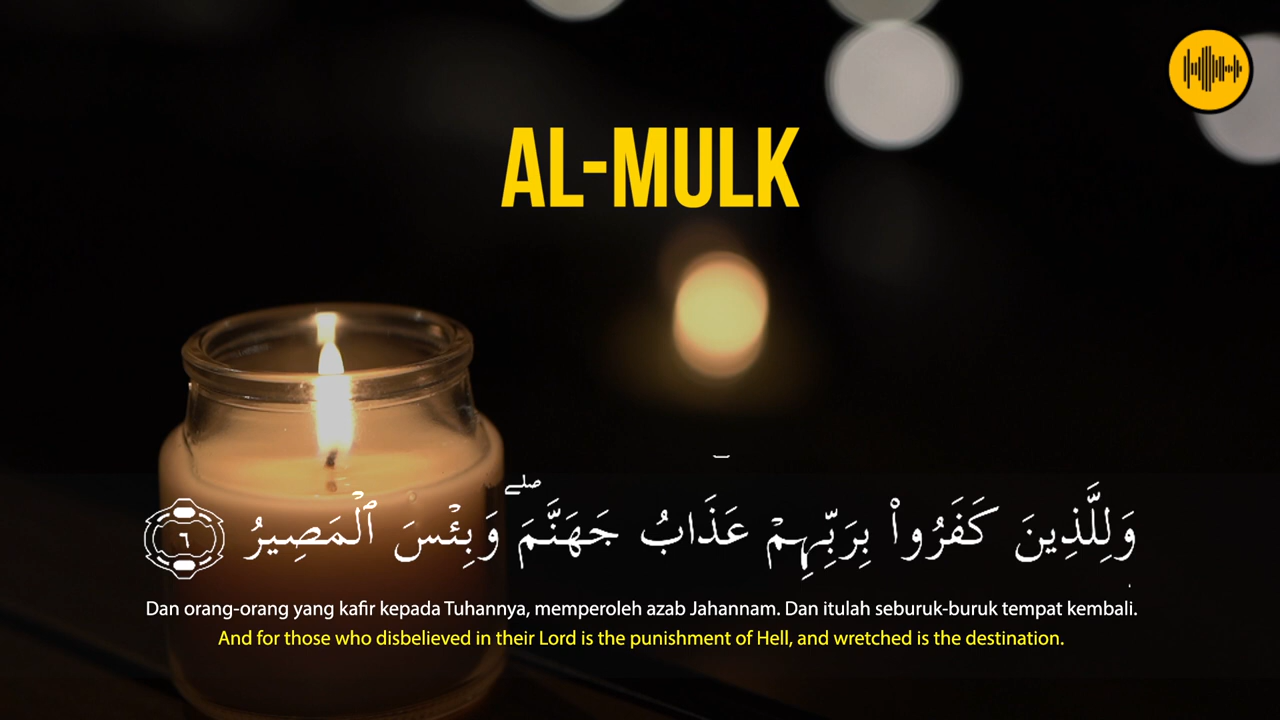 AL-MULK
وَلِلَّذِينَ كَفَرُوا۟ بِرَبِّهِمْ عَذَابُ جَهَنَّمَ ۖ وَبِئْسَ ٱلْمَصِيرُ ٦
Dan orang-orang yang kafir kepada Tuhannya, memperoleh azab Jahannam. Dan itulah seburuk-buruk tempat kembali.
And for those who disbelieved in their Lord is the punishment of Hell, and wretched is the destination.